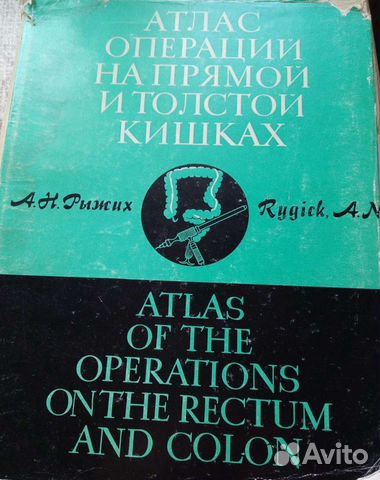 АТЛАС
ОПЕРАЦИЙ
НА ПРЯМОЙ
И ТОЛСТОЙ
КИШКАХ
А.Н. Рыжих Rygick, A.N
ATLAS
OF THE
OPERATIONS
ON THE RECTUM
AND COLON
Avito